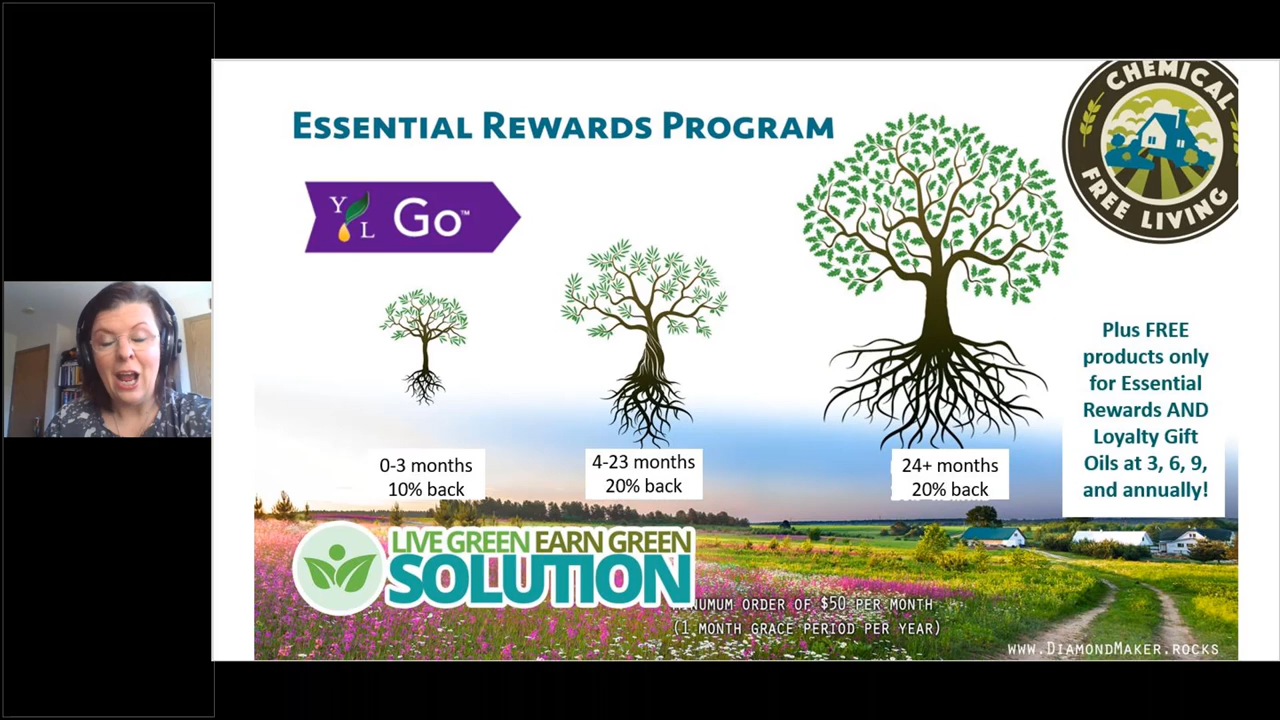 ESSENTIAL REWARDS PROGRAM
Y L Go™
CHEMICAL
FREE LIVING
Plus FREE
products only
for Essential
Rewards AND
Loyalty Gift
Oils at 3, 6, 9,
and annually!
0-3 months
10% back
4-23 months
20% back
24+ months
20% back
LIVE GREEN EARN GREEN
SOLUTION
ORDER OF $50 PER MONTH
(1 MONTH GRACE PERIOD PER YEAR)
WWW.DIAMONDMAKER.ROCKS